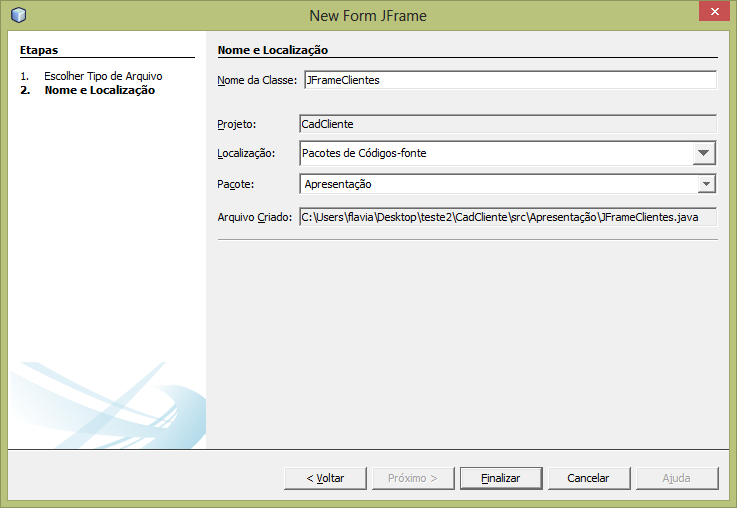 New Form JFrame
Etapas
1. Escolher Tipo de Arquivo
2. Nome e Localização
Nome e Localização
Nome da Classe: JFrameClientes
Projeto: CadCliente
Localização: Pacotes de Códigos-fonte
Pacote: Apresentação
Arquivo Criado: C:\Users\flavia\Desktop\teste2\CadCliente\src\Apresentação\JFrameClientes.java
< Voltar Próximo > Finalizar Cancelar Ajuda